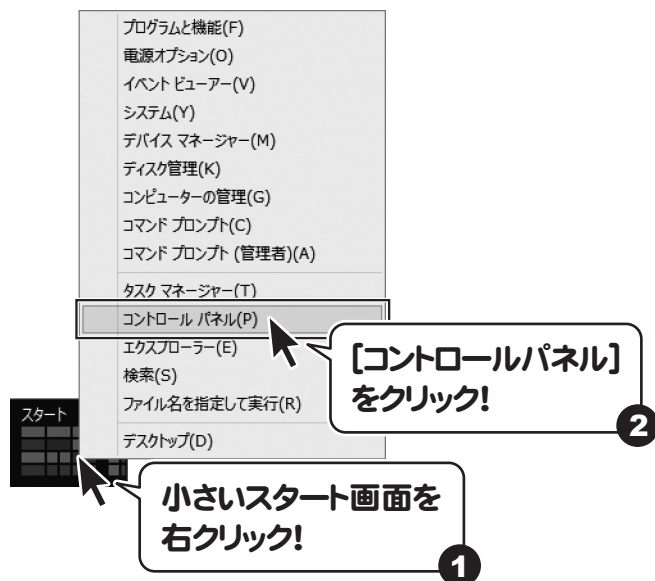 プログラムと機能(F)
電源オプション(O)
イベント ビューアー(V)
システム(Y)
デバイス マネージャー(M)
ディスク管理(K)
コンピューターの管理(G)
コマンド プロンプト(C)
コマンド プロンプト (管理者)(A)
タスク マネージャー(T)
コントロール パネル(P)
エクスプローラー(E)
検索(S)
ファイル名を指定して実行(R)
デスクトップ(D)
スタート
[コントロールパネル]
をクリック!
2
小さいスタート画面を
右クリック!
1